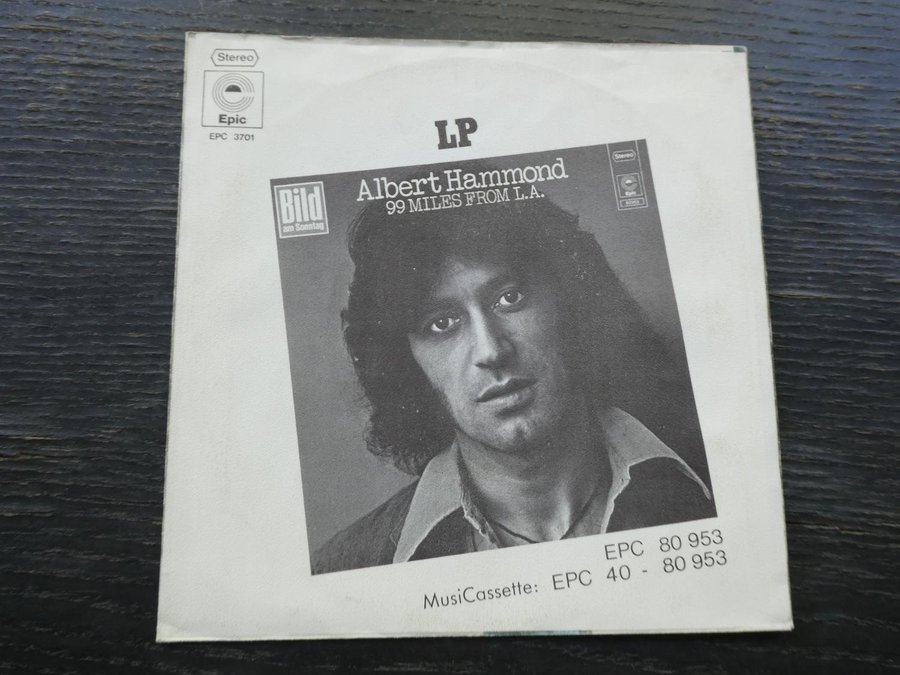 Stereo
Epic
EPC 3701
LP
Bild
am Sonntag
Albert Hammond
99 MILES FROM L.A.
Stereo
Epic
80953
EPC 80 953
MusiCassette: EPC 40 - 80 953